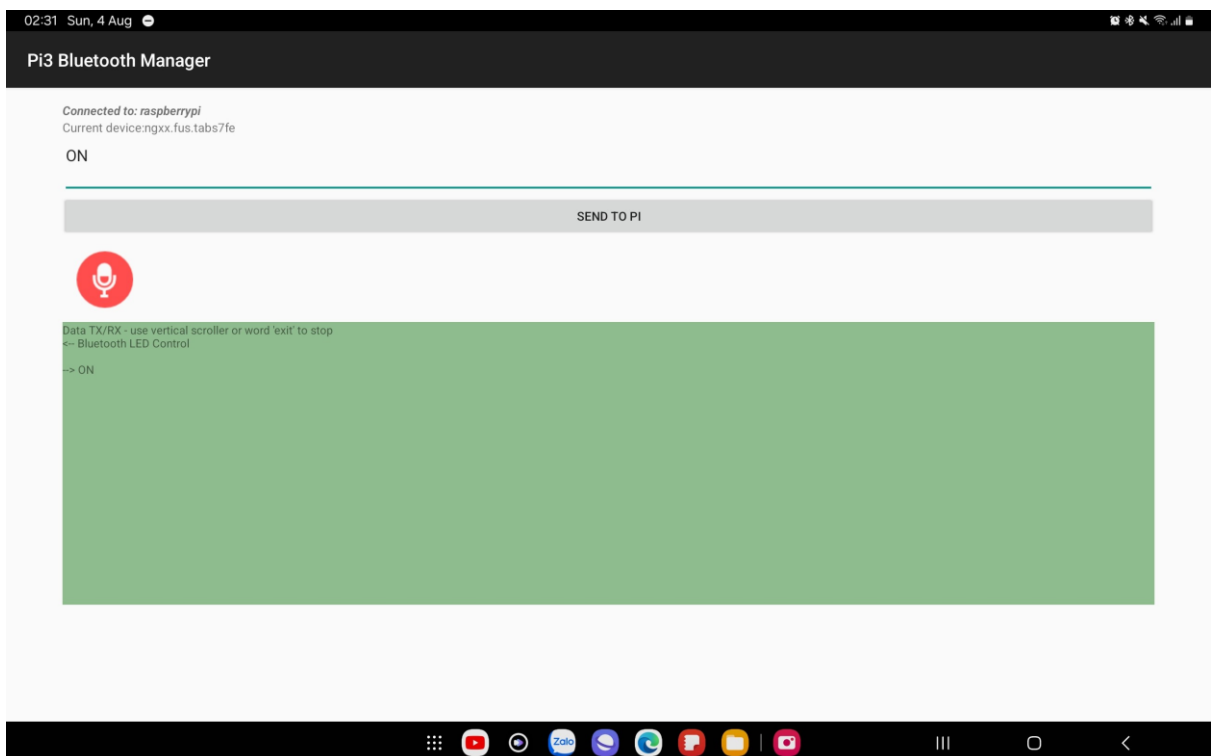 02:31 Sun, 4 Aug
Pi3 Bluetooth Manager
Connected to: raspberrypi
Current device:ngxx.fus.tabs7fe
ON
SEND TO PI
Data TX/RX - use vertical scroller or word 'exit' to stop
<-- Bluetooth LED Control
--> ON
Zalo